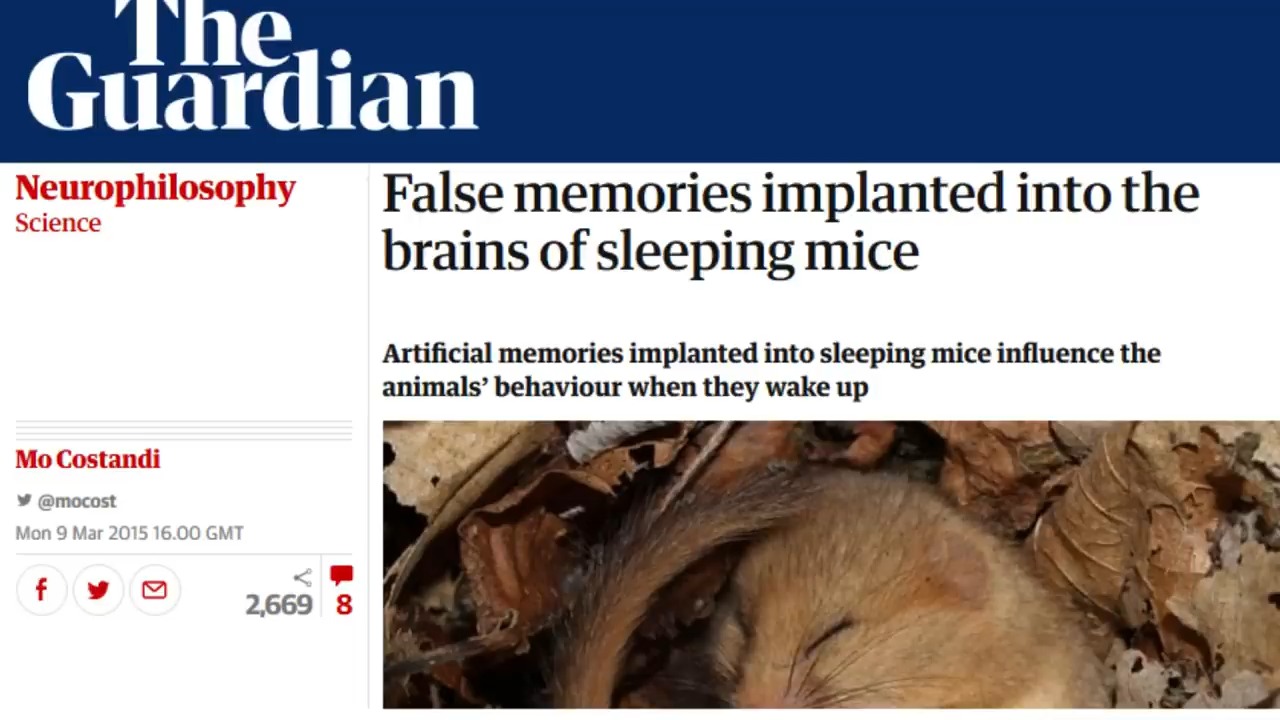 The
Guardian
Neurophilosophy
Science
False memories implanted into the
brains of sleeping mice
Artificial memories implanted into sleeping mice influence the
animals’ behaviour when they wake up
Mo Costandi
@mocost
Mon 9 Mar 2015 16.00 GMT
2,669
8